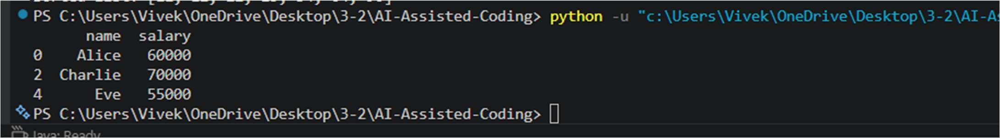 PS C:\Users\Vivek\OneDrive\Desktop\3-2\AI-Assisted-Coding> python -u "c:\Users\Vivek\OneDrive\Desktop\3-2\AI-As
name salary
0 Alice 60000
2 Charlie 70000
4 Eve 55000
PS C:\Users\Vivek\OneDrive\Desktop\3-2\AI-Assisted-Coding>
Java: Ready